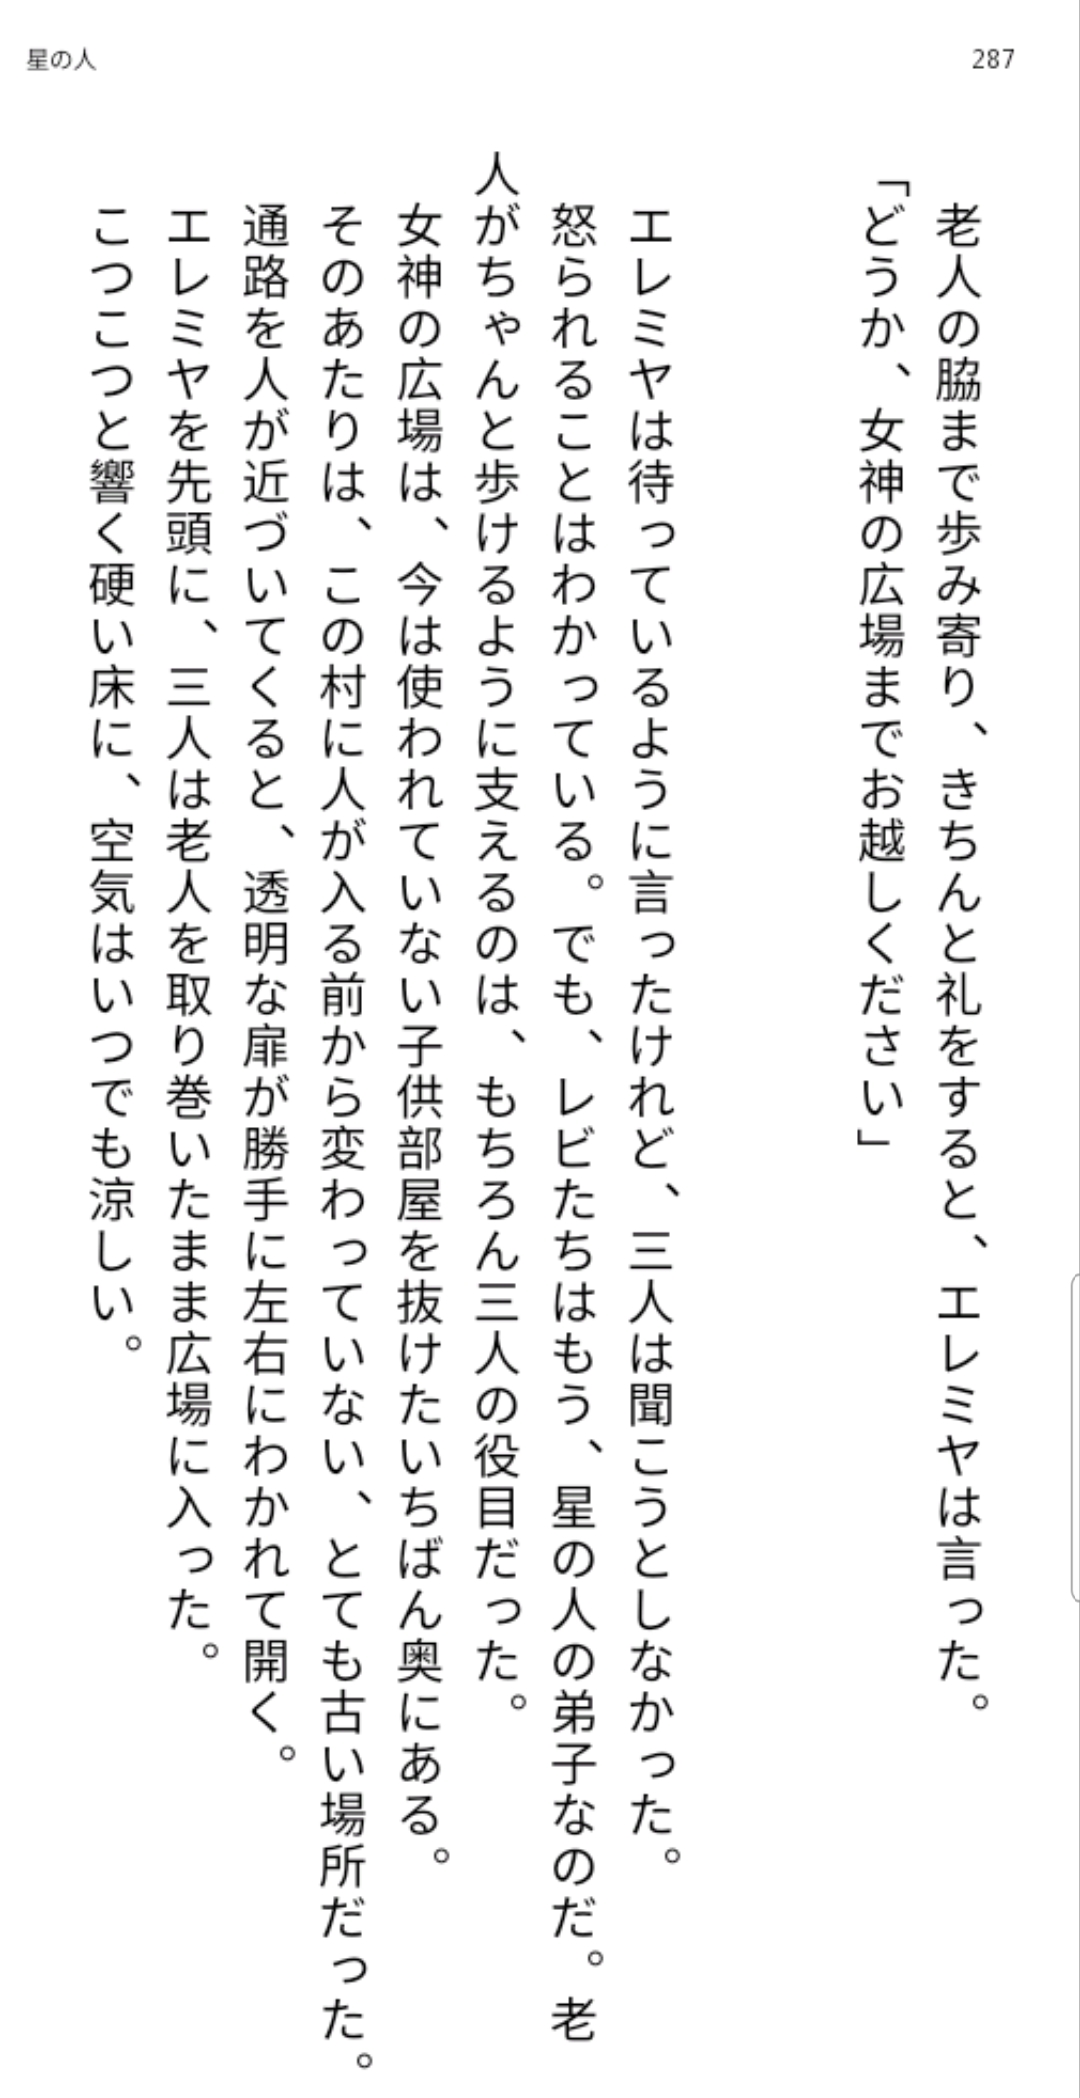 星の人
287
老人の脇まで歩み寄り、きちんと礼をすると、エレミヤは言った。
「どうか、女神の広場までお越しください」
エレミヤは待っているように言ったけれど、三人は聞こうとしなかった。
怒られることはわかっている。でも、レビたちはもう、星の人の弟子なのだ。老
人がちゃんと歩けるように支えるのは、もちろん三人の役目だった。
女神の広場は、今は使われていない子供部屋を抜けたいちばん奥にある。
そのあたりは、この村に人が入る前から変わっていない、とても古い場所だった。
通路を人が近づいてくると、透明な扉が勝手に左右にわかれて開く。
エレミヤを先頭に、三人は老人を取り巻いたまま広場に入った。
こつこつと響く硬い床に、空気はいつでも涼しい。